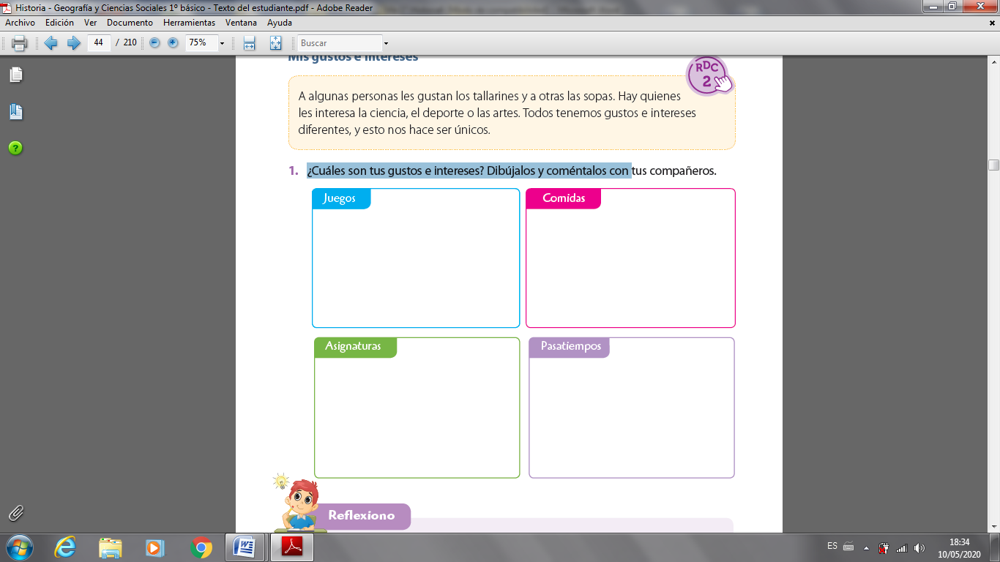 Historia - Geografía y Ciencias Sociales 1º básico - Texto del estudiante.pdf - Adobe Reader
Archivo Edición Ver Documento Herramientas Ventana Ayuda
44 / 210 75% Buscar
Mis gustos e intereses
RDC
2
A algunas personas les gustan los tallarines y a otras las sopas. Hay quienes
les interesa la ciencia, el deporte o las artes. Todos tenemos gustos e intereses
diferentes, y esto nos hace ser únicos.
1. ¿Cuáles son tus gustos e intereses? Dibújalos y coméntalos con tus compañeros.
Juegos
Comidas
Asignaturas
Pasatiempos
Reflexiono
ES
18:34
10/05/2020